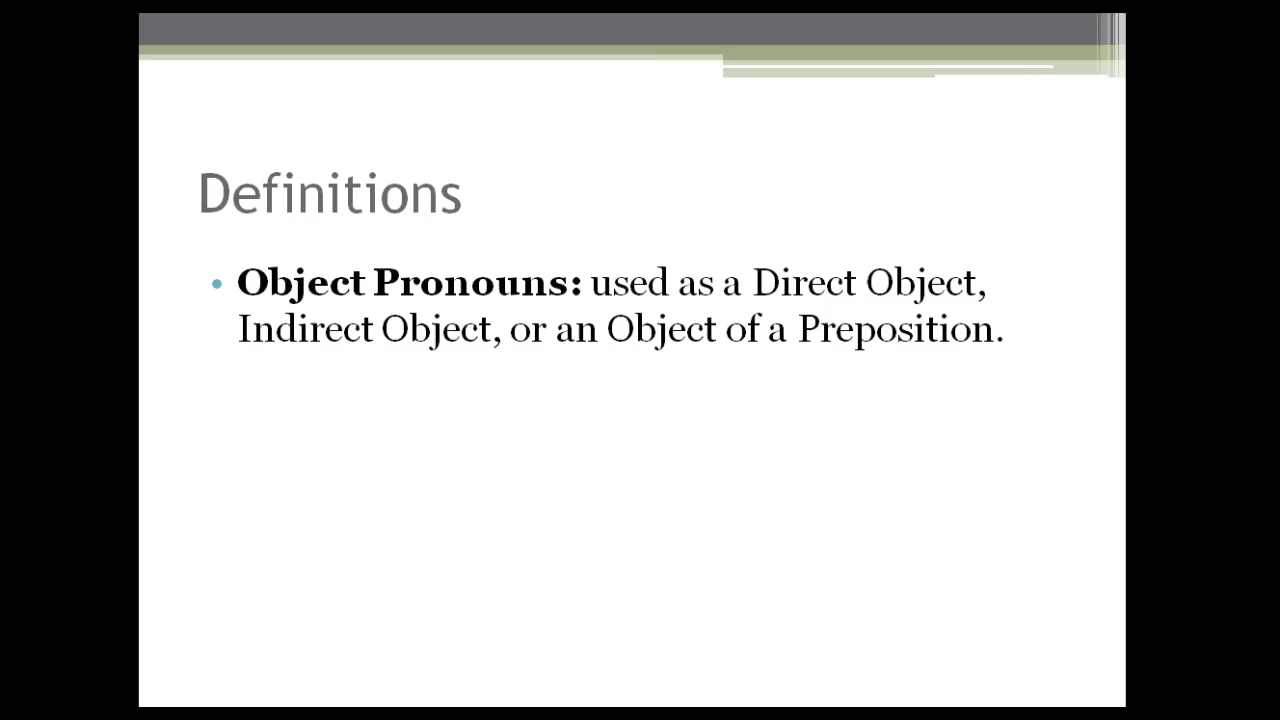 Definitions
• Object Pronouns: used as a Direct Object,
Indirect Object, or an Object of a Preposition.